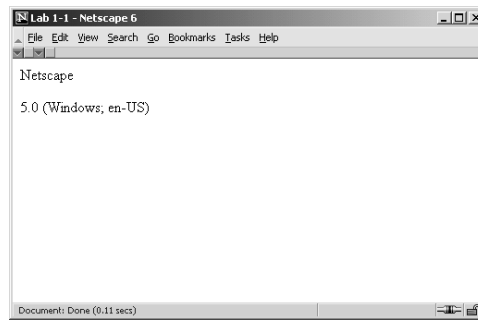 Lab 1-1 - Netscape 6
File Edit View Search Go Bookmarks Tasks Help
Netscape
5.0 (Windows; en-US)
Document: Done (0.11 secs)